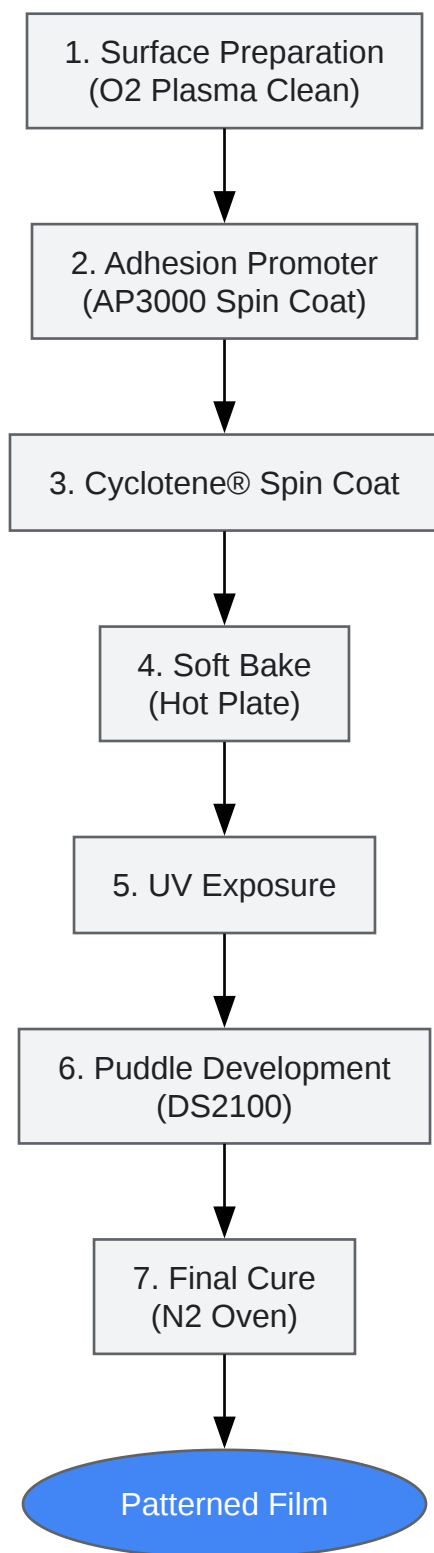 1. Surface Preparation
(O2 Plasma Clean)
2. Adhesion Promoter
(AP3000 Spin Coat)
3. Cyclotene® Spin Coat
4. Soft Bake
(Hot Plate)
5. UV Exposure
6. Puddle Development
(DS2100)
7. Final Cure
(N2 Oven)
Patterned Film